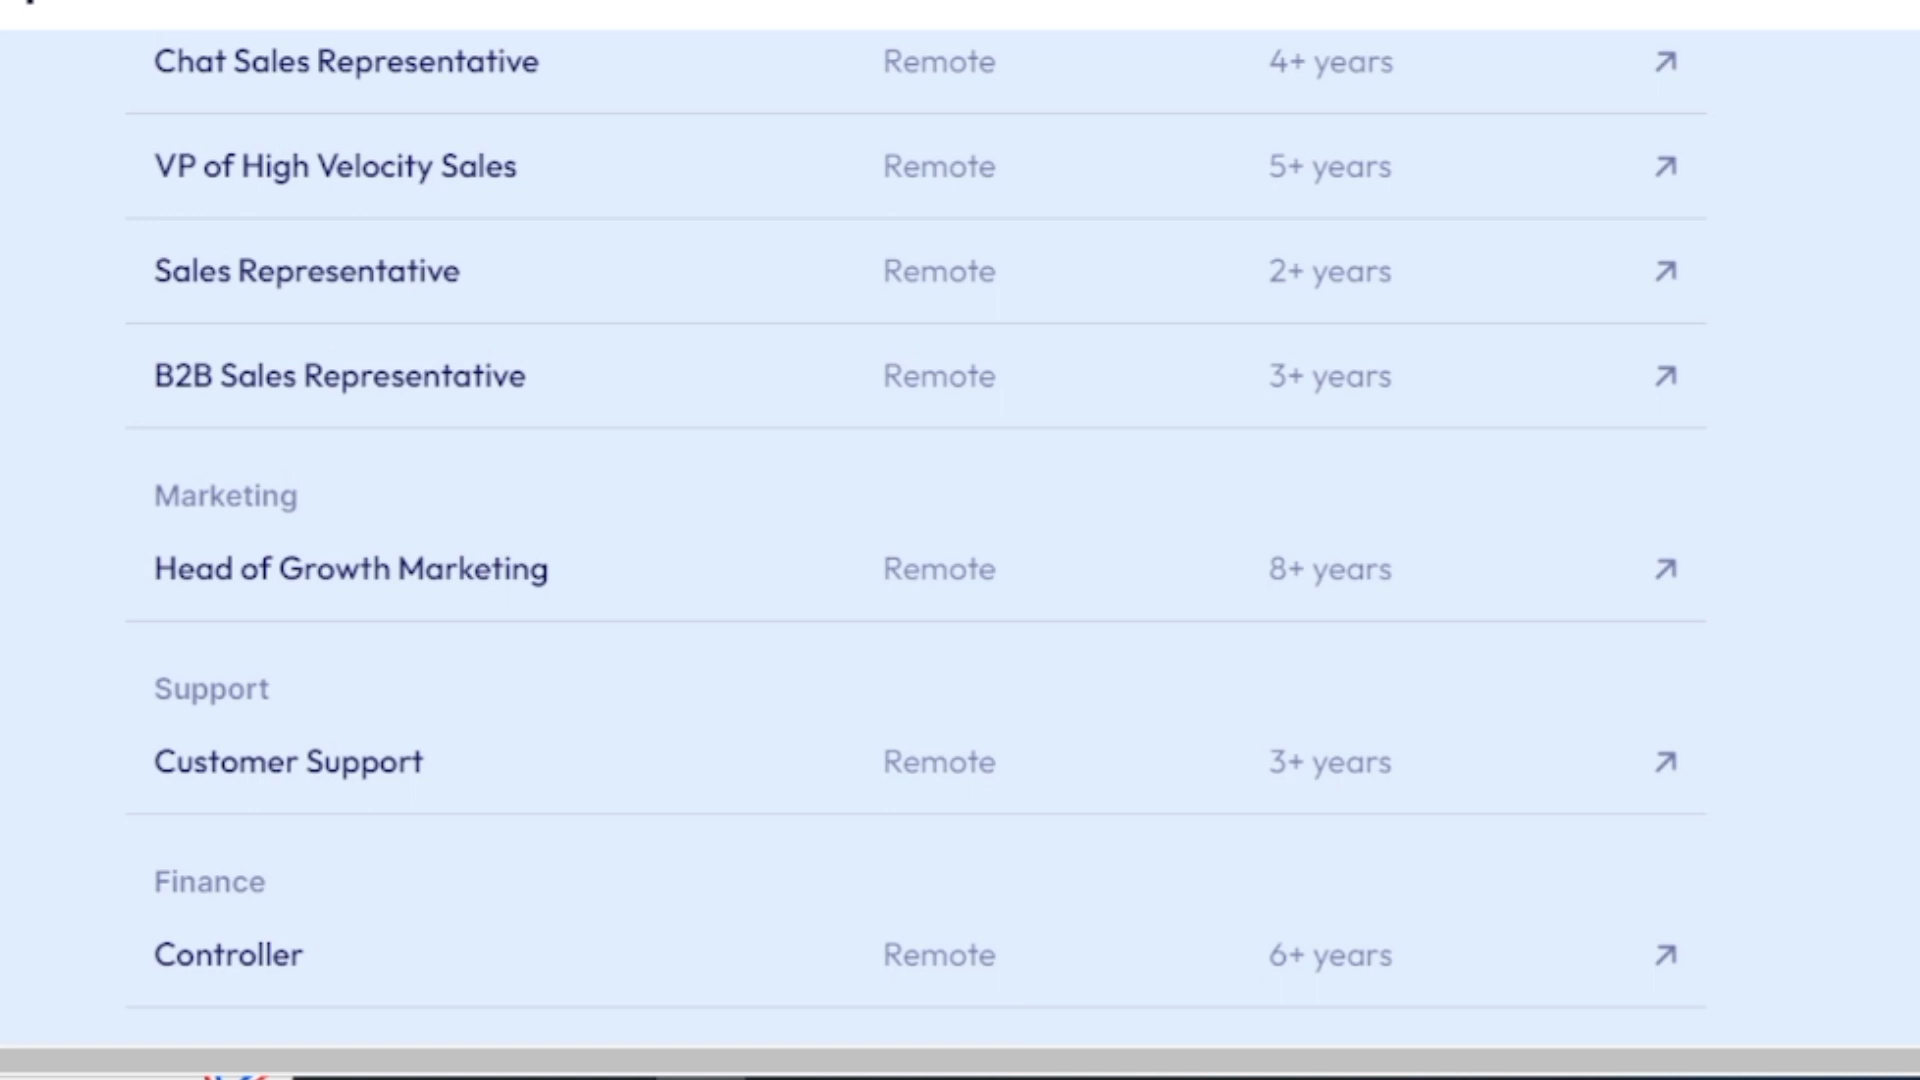 Chat Sales Representative Remote 4+ years
VP of High Velocity Sales Remote 5+ years
Sales Representative Remote 2+ years
B2B Sales Representative Remote 3+ years
Marketing
Head of Growth Marketing Remote 8+ years
Support
Customer Support Remote 3+ years
Finance
Controller Remote 6+ years